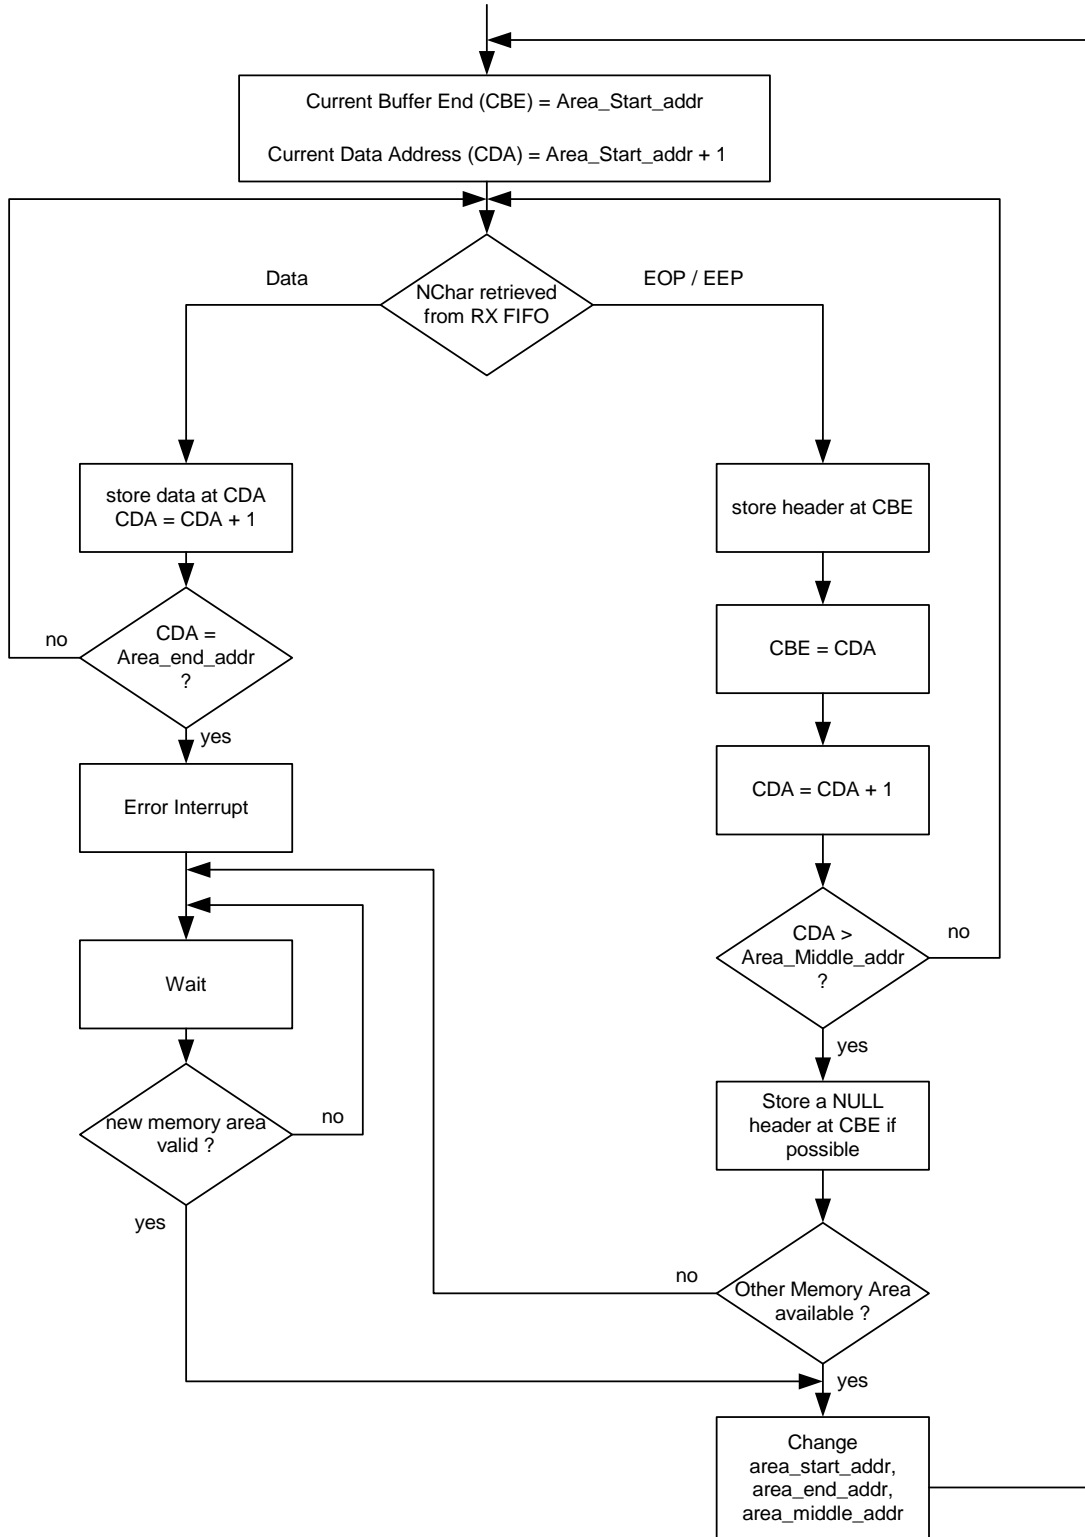 Current Buffer End (CBE) = Area_Start_addr
Current Data Address (CDA) = Area_Start_addr + 1
Data
NChar retrieved
from RX FIFO
EOP / EEP
store data at CDA
CDA = CDA + 1
store header at CBE
no
CDA =
Area_end_addr
?
CBE = CDA
yes
Error Interrupt
CDA = CDA + 1
CDA >
Area_Middle_addr
?
no
Wait
yes
new memory area
valid ?
no
Store a NULL
header at CBE if
possible
yes
no
Other Memory Area
available ?
yes
Change
area_start_addr,
area_end_addr,
area_middle_addr